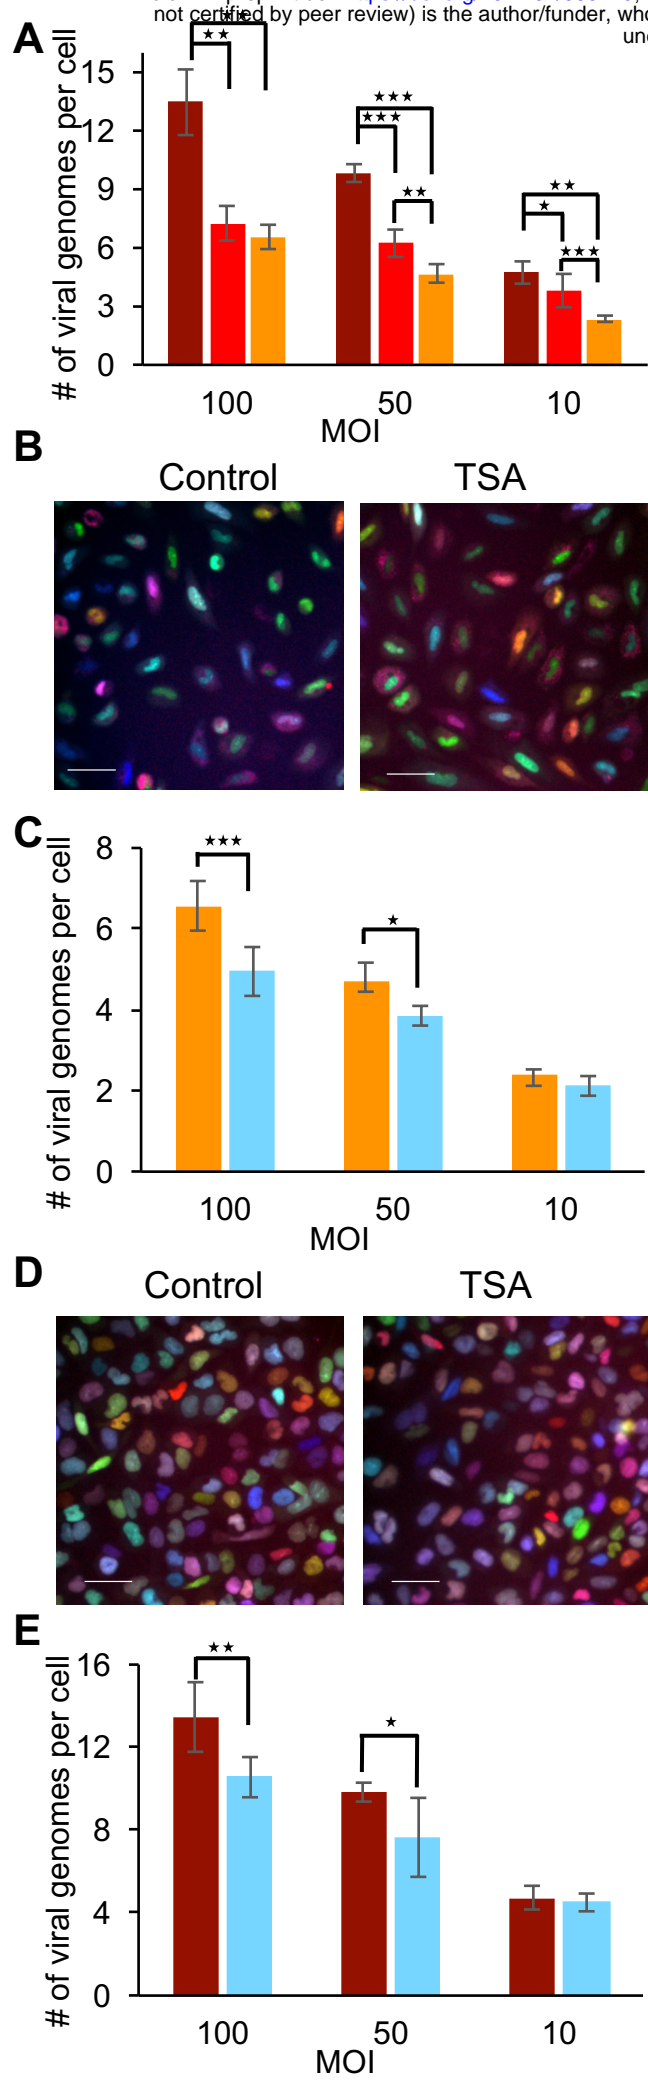 not certified by peer review) is the author/funder, who
A
# of viral genomes per cell
15
12
9
6
3
0
★★
★★★
★★★
★★
★★
★
★★★
100
50
10
MOI
B
Control
TSA
C
# of viral genomes per cell
8
6
4
2
0
★★★
★
100
50
10
MOI
D
Control
TSA
E
# of viral genomes per cell
16
12
8
4
0
★★
★
100
50
10
MOI